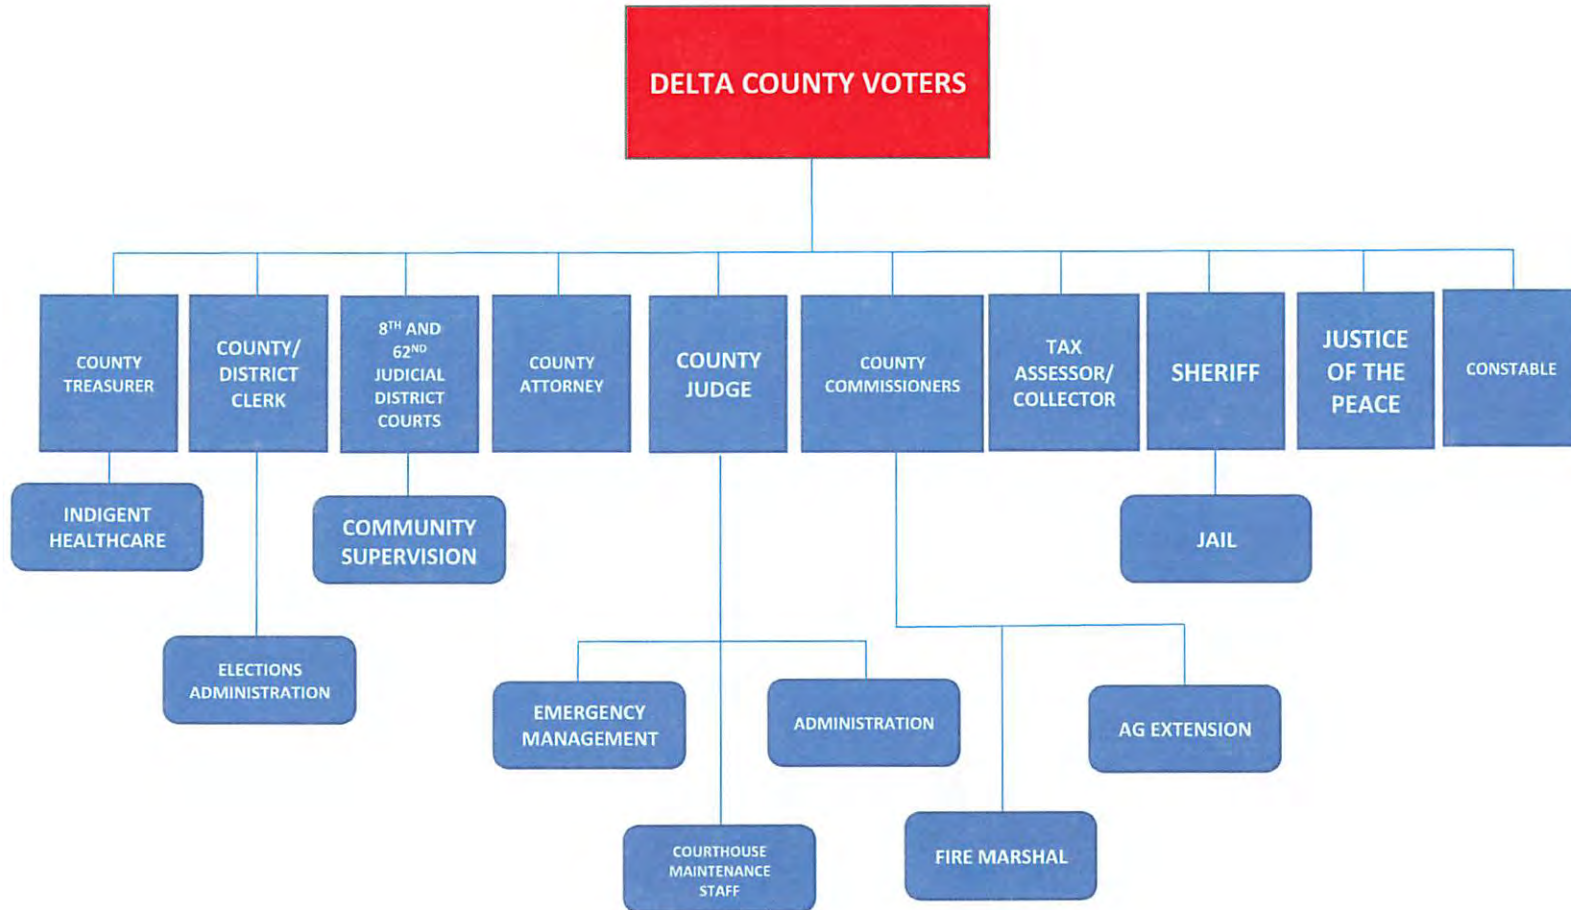 DELTA COUNTY VOTERS
COUNTY
TREASURER
COUNTY/
DISTRICT
CLERK
8TH AND
62ND
JUDICIAL
DISTRICT
COURTS
COUNTY
ATTORNEY
COUNTY
JUDGE
COUNTY
COMMISSIONERS
TAX
ASSESSOR/
COLLECTOR
SHERIFF
JUSTICE
OF THE
PEACE
CONSTABLE
INDIGENT
HEALTHCARE
COMMUNITY
SUPERVISION
JAIL
ELECTIONS
ADMINISTRATION
EMERGENCY
MANAGEMENT
ADMINISTRATION
AG EXTENSION
COURTHOUSE
MAINTENANCE
STAFF
FIRE MARSHAL